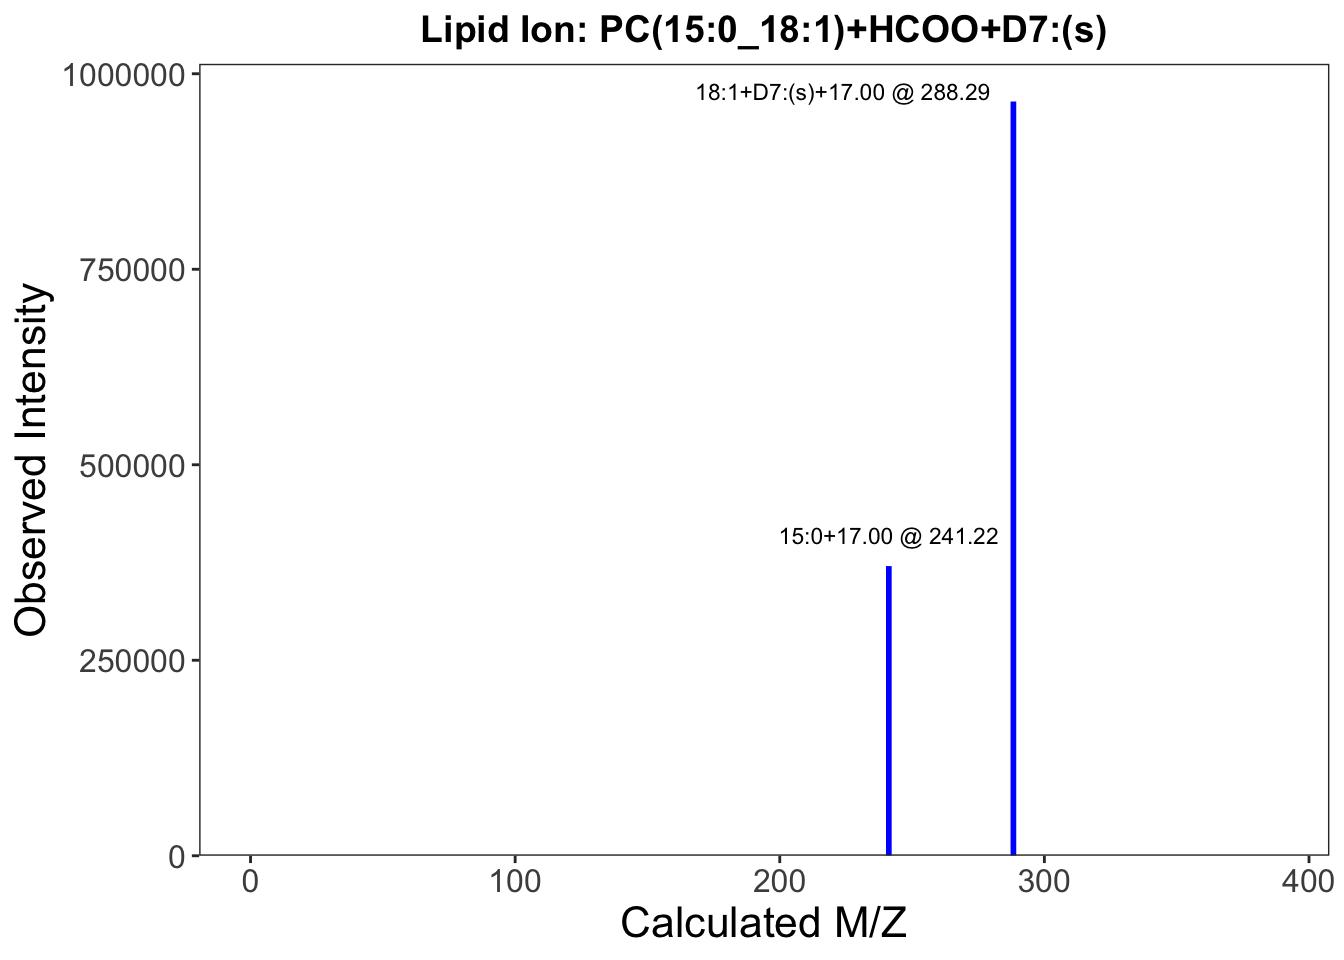 Lipid Ion: PC(15:0_18:1)+HCOO+D7:(s)
1000000
18:1+D7:(s)+17.00 @ 288.29
750000
Observed Intensity
500000
15:0+17.00 @ 241.22
250000
0
0 100 200 300 400
Calculated M/Z